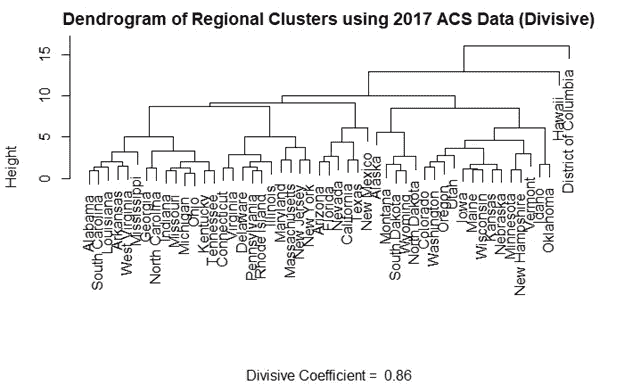 Dendrogram of Regional Clusters using 2017 ACS Data (Divisive)
Height
15
10
5
0
Alabama
South Carolina
Louisiana
Arkansas
West Virginia
Mississippi
Georgia
North Carolina
Indiana
Missouri
Michigan
Ohio
Kentucky
Tennessee
Connecticut
Virginia
Delaware
Pennsylvania
Rhode Island
Illinois
Maryland
Massachusetts
New Jersey
New York
Arizona
Florida
Nevada
California
Texas
New Mexico
Alaska
Montana
South Dakota
Wyoming
North Dakota
Colorado
Washington
Oregon
Utah
Iowa
Maine
Wisconsin
Kansas
Nebraska
Minnesota
New Hampshire
Vermont
Idaho
Oklahoma
Hawaii
District of Columbia
Divisive Coefficient = 0.86